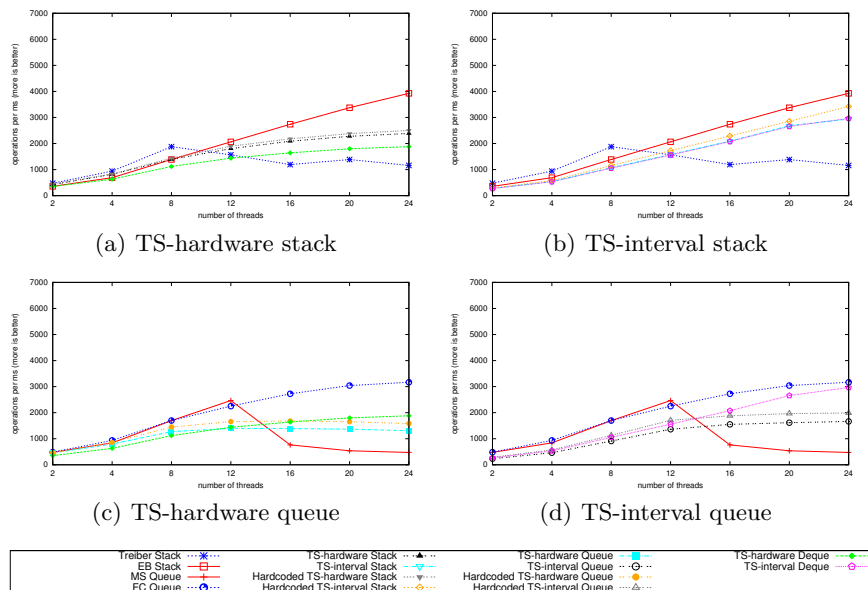 7000
6000
5000
4000
3000
2000
1000
0
operations per ms (more is better)
2 4 8 12 16 20 24
number of threads
(a) TS-hardware stack
7000
6000
5000
4000
3000
2000
1000
0
operations per ms (more is better)
2 4 8 12 16 20 24
number of threads
(b) TS-interval stack
7000
6000
5000
4000
3000
2000
1000
0
operations per ms (more is better)
2 4 8 12 16 20 24
number of threads
(c) TS-hardware queue
7000
6000
5000
4000
3000
2000
1000
0
operations per ms (more is better)
2 4 8 12 16 20 24
number of threads
(d) TS-interval queue
Treiber Stack TS-hardware Stack TS-hardware Queue TS-hardware Deque
EB Stack TS-interval Stack TS-interval Queue TS-interval Deque
MS Queue Hardcoded TS-hardware Stack Hardcoded TS-hardware Queue
FC Queue Hardcoded TS-interval Stack Hardcoded TS-interval Queue